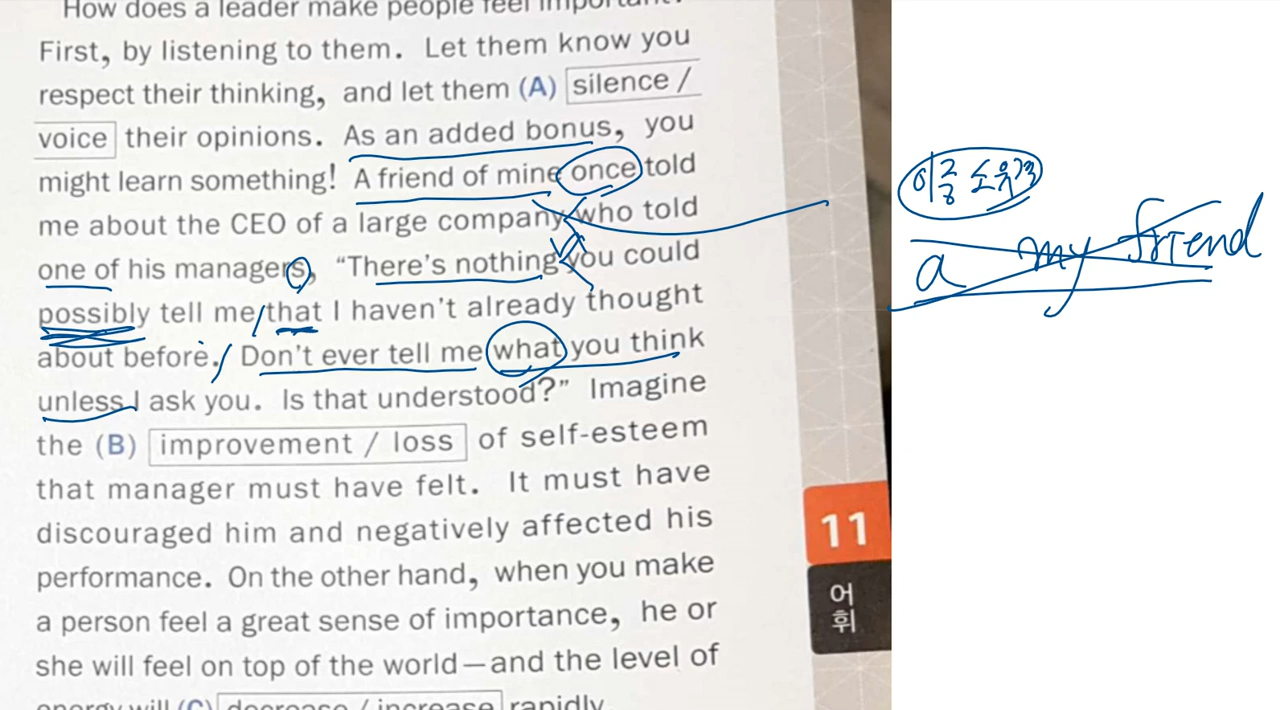 How does a leader make people feel important?
First, by listening to them. Let them know you
respect their thinking, and let them (A) silence /
voice their opinions. As an added bonus, you
might learn something! A friend of mine once told
me about the CEO of a large company who told
one of his managers, “There’s nothing you could
possibly tell me that I haven’t already thought
about before. Don’t ever tell me what you think
unless I ask you. Is that understood?” Imagine
the (B) improvement / loss of self-esteem
that manager must have felt. It must have
discouraged him and negatively affected his
performance. On the other hand, when you make
a person feel a great sense of importance, he or
she will feel on top of the world—and the level of
energy will (C) decrease / increase rapidly.
11
어
휘
이중 소유격
a my friend